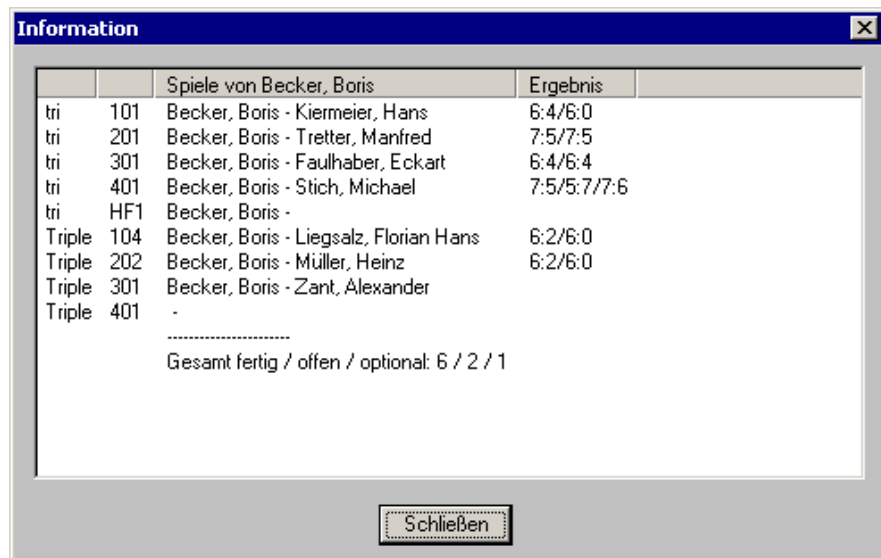 Information
Spiele von Becker, Boris Ergebnis
tri 101 Becker, Boris - Kiermeier, Hans 6:4/6:0
tri 201 Becker, Boris - Tretter, Manfred 7:5/7:5
tri 301 Becker, Boris - Faulhaber, Eckart 6:4/6:4
tri 401 Becker, Boris - Stich, Michael 7:5/5:7/7:6
tri HF1 Becker, Boris -
Triple 104 Becker, Boris - Liegsalz, Florian Hans 6:2/6:0
Triple 202 Becker, Boris - Müller, Heinz 6:2/6:0
Triple 301 Becker, Boris - Zant, Alexander
Triple 401 -
-----------------------
Gesamt fertig / offen / optional: 6 / 2 / 1
Schließen